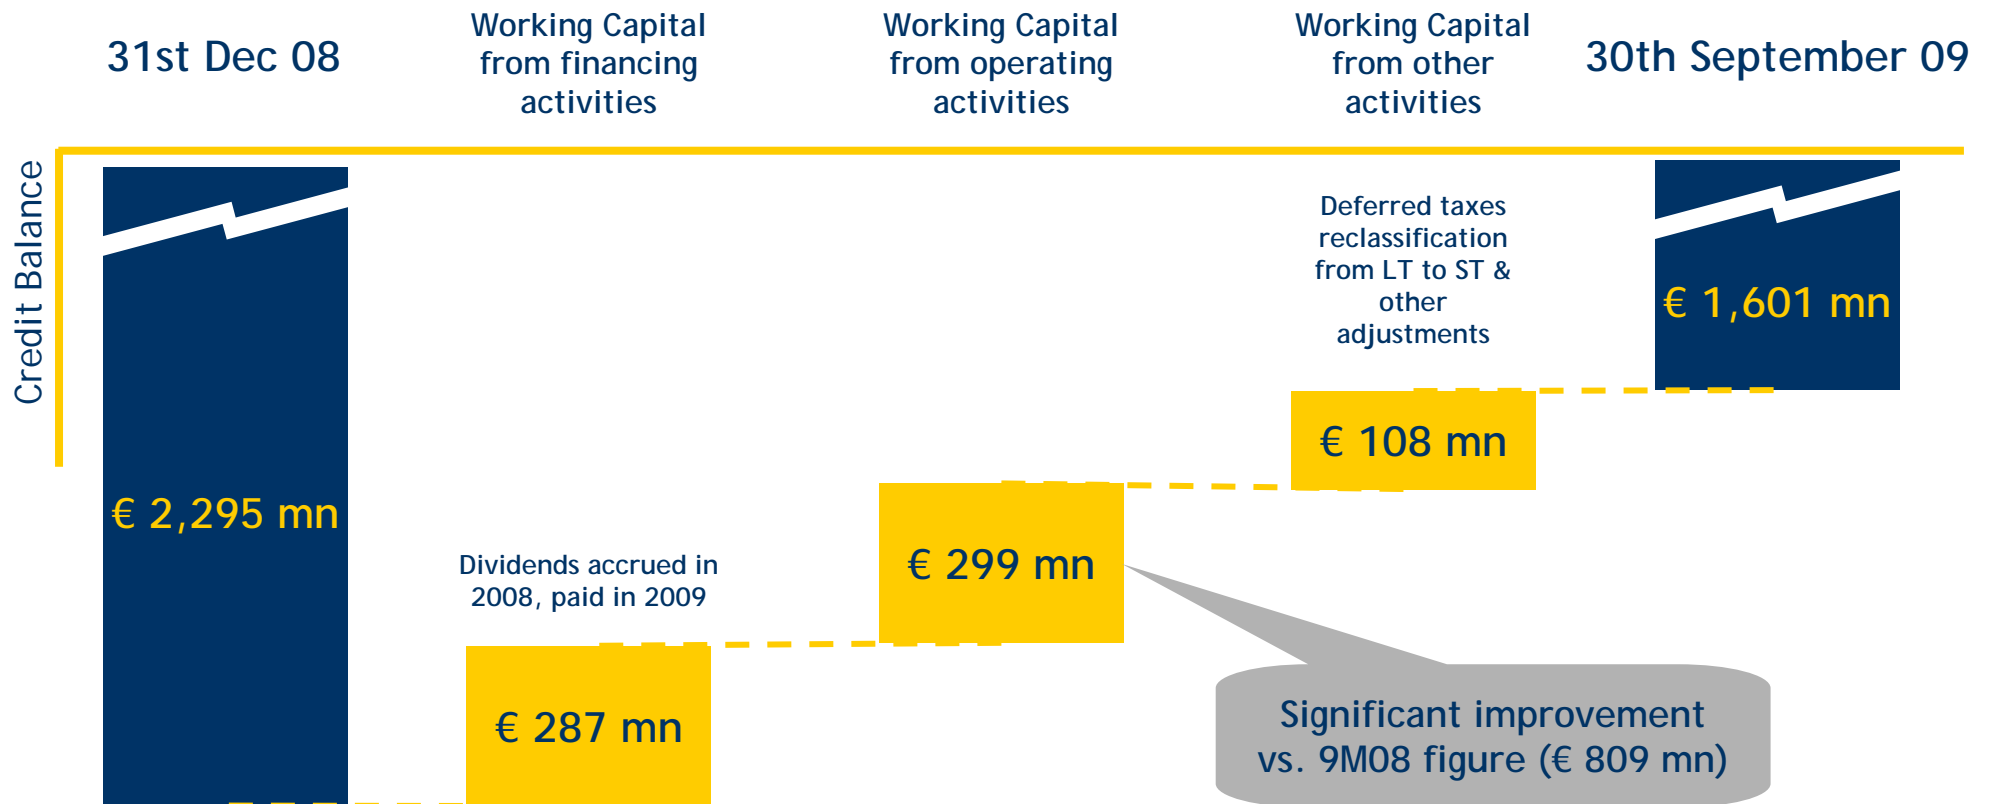 31st Dec 08
Working Capital
from financing
activities
Working Capital
from operating
activities
Working Capital
from other
activities
30th September 09
Credit Balance
Deferred taxes
reclassification
from LT to ST &
other
adjustments
€ 1,601 mn
€ 108 mn
€ 2,295 mn
€ 299 mn
Dividends accrued in
2008, paid in 2009
€ 287 mn
Significant improvement
vs. 9M08 figure (€ 809 mn)